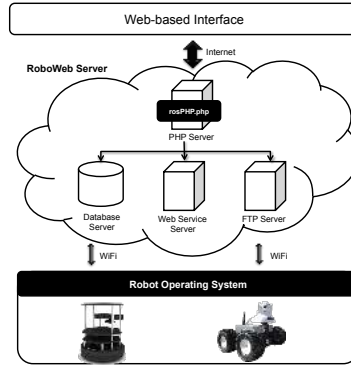 Web-based Interface
Internet
RoboWeb Server
rosPHP.php
PHP Server
Database
Server
Web Service
Server
FTP Server
WiFi
WiFi
Robot Operating System